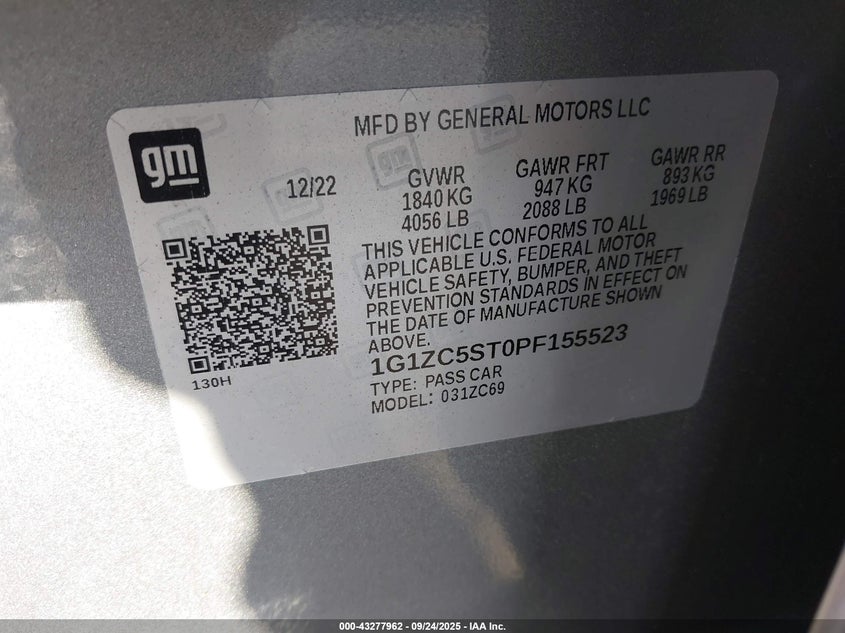 MFD BY GENERAL MOTORS LLC
gm
12/22
GVWR
1840 KG
4056 LB
GAWR FRT
947 KG
2088 LB
GAWR RR
893 KG
1969 LB
THIS VEHICLE CONFORMS TO ALL
APPLICABLE U.S. FEDERAL MOTOR
VEHICLE SAFETY, BUMPER, AND THEFT
PREVENTION STANDARDS IN EFFECT ON
THE DATE OF MANUFACTURE SHOWN
ABOVE.
1G1ZC5ST0PF155523
TYPE: PASS CAR
MODEL: 031ZC69
130H
000-43277962 - 09/24/2025 - IAA Inc.